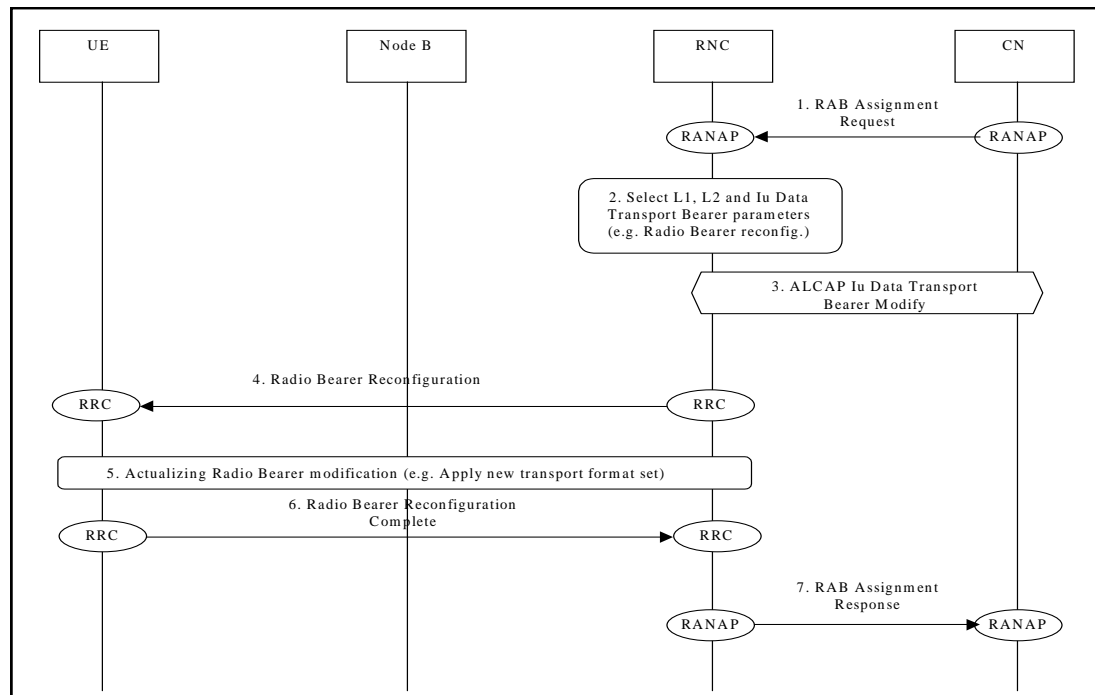 UE
Node B
RNC
CN
1. RAB Assignment
Request
RANAP
RANAP
2. Select L1, L2 and Iu Data
Transport Bearer parameters
(e.g. Radio Bearer reconfig.)
3. ALCAP Iu Data Transport
Bearer Modify
4. Radio Bearer Reconfiguration
RRC
RRC
5. Actualizing Radio Bearer modification (e.g. Apply new transport format set)
6. Radio Bearer Reconfiguration
Complete
RRC
RRC
7. RAB Assignment
Response
RANAP
RANAP